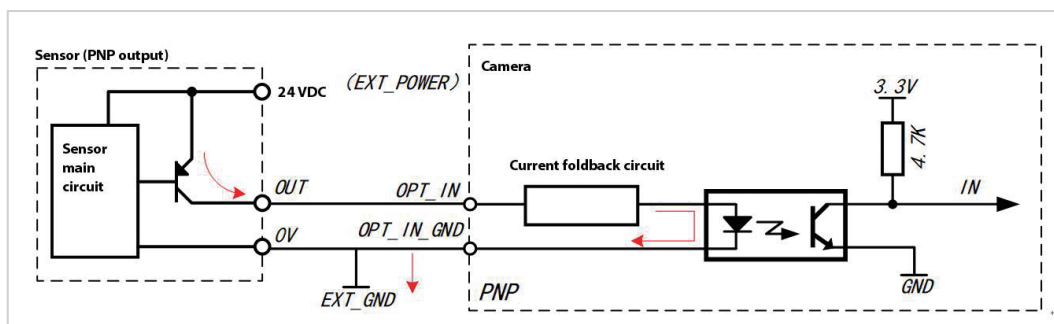 Sensor (PNP output)
24 VDC
(EXT_POWER)
Camera
3.3V
Sensor
main
circuit
4.7K
Current foldback circuit
OUT
OPT_IN
IN
0V
OPT_IN_GND
EXT_GND
PNP
GND